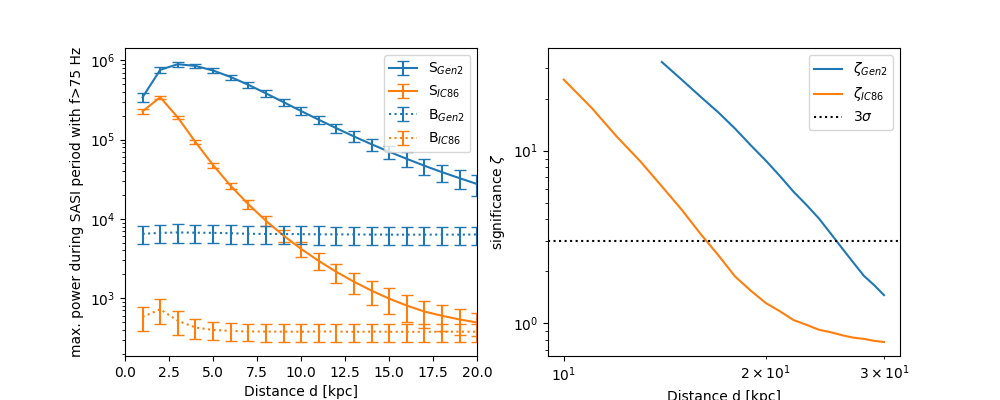 max. power during SASI period with f>75 Hz
10⁶
10⁵
10⁴
10³
0.0 2.5 5.0 7.5 10.0 12.5 15.0 17.5 20.0
Distance d [kpc]
S_Gen2
S_IC86
B_Gen2
B_IC86
significance ζ
10¹
10⁰
10¹ 2×10¹ 3×10¹
Distance d [kpc]
ζ_Gen2
ζ_IC86
3σ